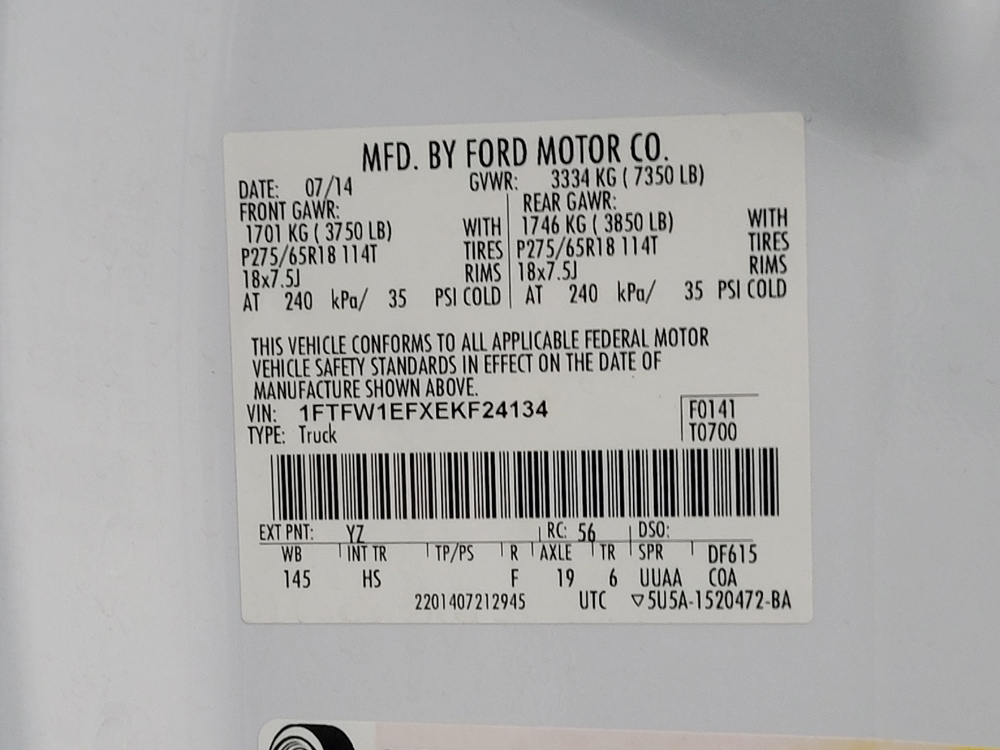 MFD. BY FORD MOTOR CO.
DATE: 07/14 GVWR: 3334 KG ( 7350 LB)
FRONT GAWR: REAR GAWR:
1701 KG ( 3750 LB) WITH 1746 KG ( 3850 LB) WITH
P275/65R18 114T TIRES P275/65R18 114T TIRES
18x7.5J RIMS 18x7.5J RIMS
AT 240 kPa/ 35 PSI COLD AT 240 kPa/ 35 PSI COLD
THIS VEHICLE CONFORMS TO ALL APPLICABLE FEDERAL MOTOR
VEHICLE SAFETY STANDARDS IN EFFECT ON THE DATE OF
MANUFACTURE SHOWN ABOVE.
VIN: 1FTFW1EFXEKF24134 F0141
TYPE: Truck T0700
EXT PNT: YZ RC: 56 DSO:
WB INT TR TP/PS R AXLE TR SPR DF615
145 HS F 19 6 UUAA COA
2201407212945 UTC ▽5U5A-1520472-BA